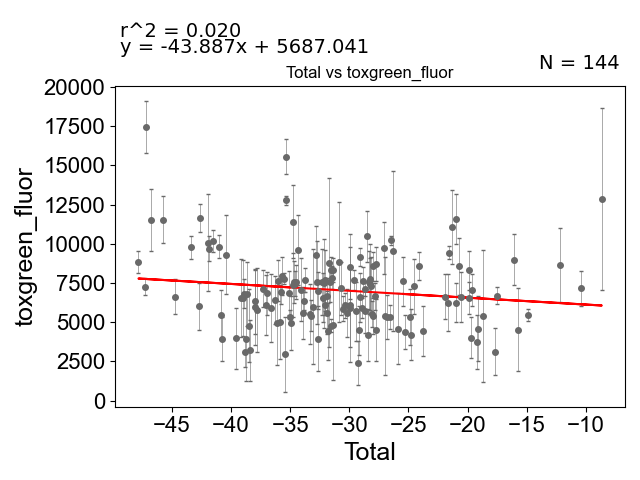 r^2 = 0.020
y = -43.887x + 5687.041
N = 144
Total vs toxgreen_fluor
20000
17500
15000
12500
10000
7500
5000
2500
0
toxgreen_fluor
−45 −40 −35 −30 −25 −20 −15 −10
Total